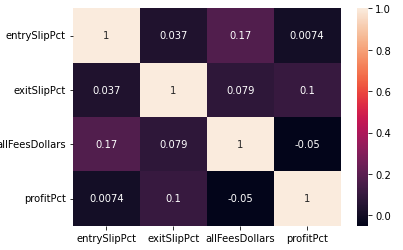 entrySlipPct 1 0.037 0.17 0.0074
exitSlipPct 0.037 1 0.079 0.1
allFeesDollars 0.17 0.079 1 -0.05
profitPct 0.0074 0.1 -0.05 1
entrySlipPct exitSlipPct allFeesDollars profitPct
1.0
0.8
0.6
0.4
0.2
0.0